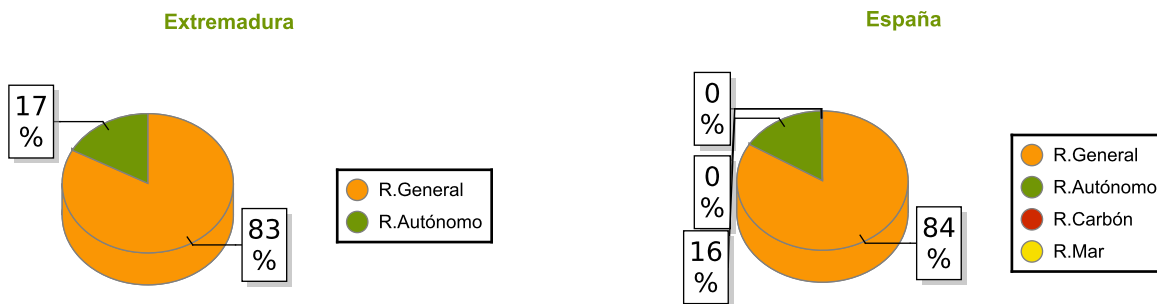 Extremadura
17
%
83
%
R.General
R.Autónomo
España
0
%
0
%
16
%
84
%
R.General
R.Autónomo
R.Carbón
R.Mar